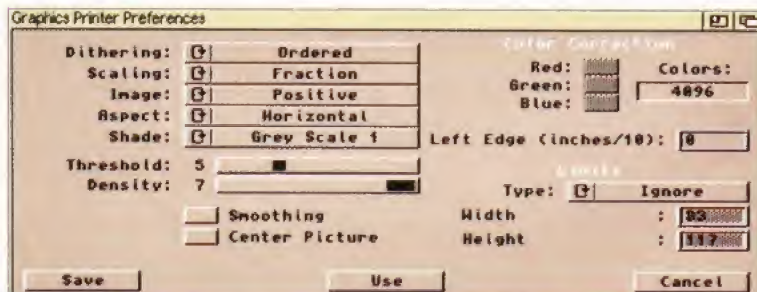 Graphics Printer Preferences
Dithering: Ordered
Scaling: Fraction
Image: Positive
Aspect: Horizontal
Shade: Grey Scale 1
Threshold: 5
Density: 7
Smoothing
Center Picture
Color Correction
Red:
Green:
Blue:
Colors:
4096
Left Edge (inches/10): 0
Limits
Type: Ignore
Width : 83
Height : 117
Save
Use
Cancel